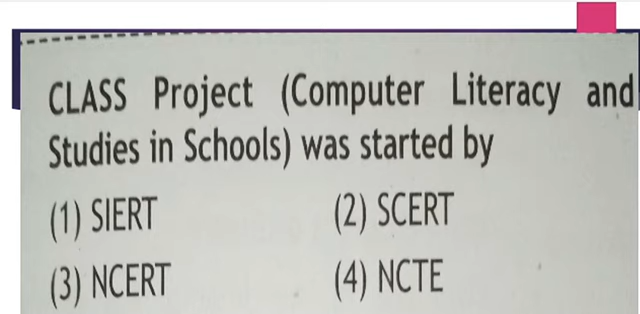 CLASS Project (Computer Literacy and
Studies in Schools) was started by
(1) SIERT (2) SCERT
(3) NCERT (4) NCTE